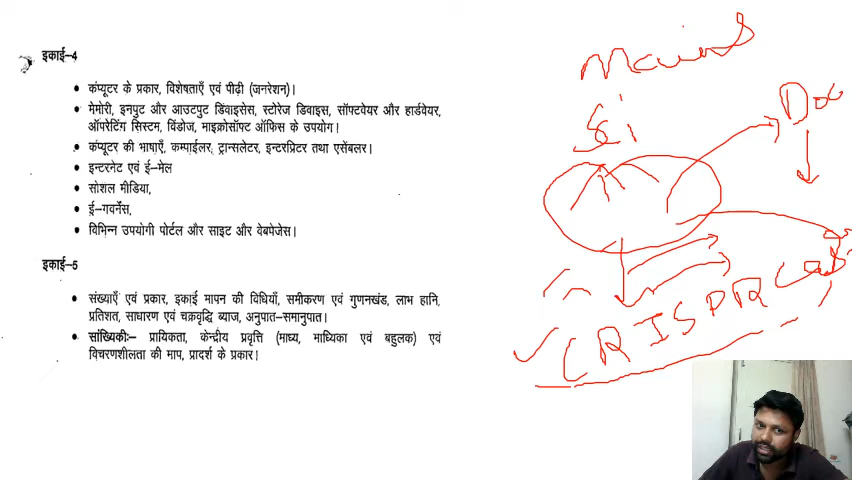 इकाई-4
• कंप्यूटर के प्रकार, विशेषताएँ एवं पीढ़ी (जनरेशन)।
• मेमोरी, इनपुट और आउटपुट डिवाइसेस, स्टोरेज डिवाइस, सॉफ्टवेयर और हार्डवेयर,
ऑपरेटिंग सिस्टम, विंडोज, माइक्रोसॉफ्ट ऑफिस के उपयोग।
• कंप्यूटर की भाषाएँ, कम्पाईलर, ट्रान्सलेटर, इन्टरप्रिटर तथा एसेंबलर।
• इन्टरनेट एवं ई-मेल
• सोशल मीडिया,
• ई-गवर्नेंस,
• विभिन्न उपयोगी पोर्टल और साइट और वेबपेजेस।
इकाई-5
• संख्याएँ एवं प्रकार, इकाई मापन की विधियाँ, समीकरण एवं गुणनखंड, लाभ हानि,
प्रतिशत, साधारण एवं चक्रवृद्धि ब्याज, अनुपात-समानुपात।
• सांख्यिकी:- प्रायिकता, केन्द्रीय प्रवृत्ति (माध्य, माध्यिका एवं बहुलक) एवं
विचरणशीलता की माप, प्रादर्श के प्रकार।
Mains
CRISPR Cas